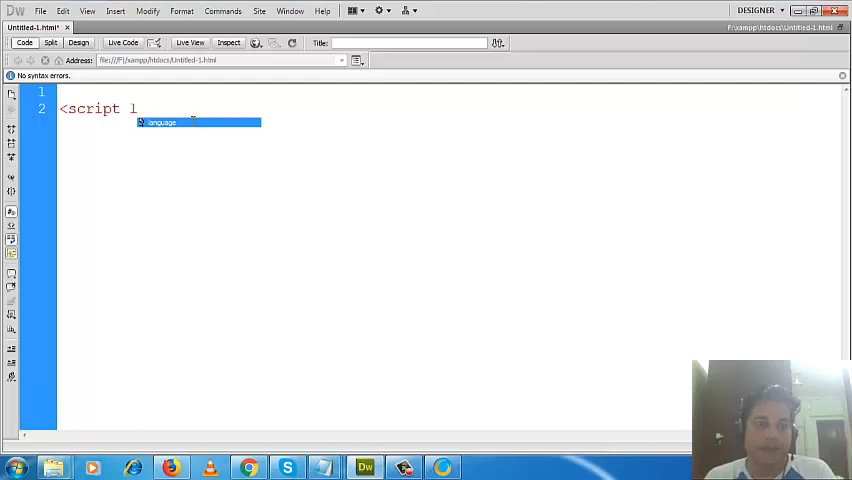 Dw File Edit View Insert Modify Format Commands Site Window Help DESIGNER
Untitled-1.html* × F:\xampp\htdocs\Untitled-1.html
Code Split Design Live Code Live View Inspect Title:
Address: file:///F|/xampp/htdocs/Untitled-1.html
No syntax errors.
1
2 <script l
language
Dw